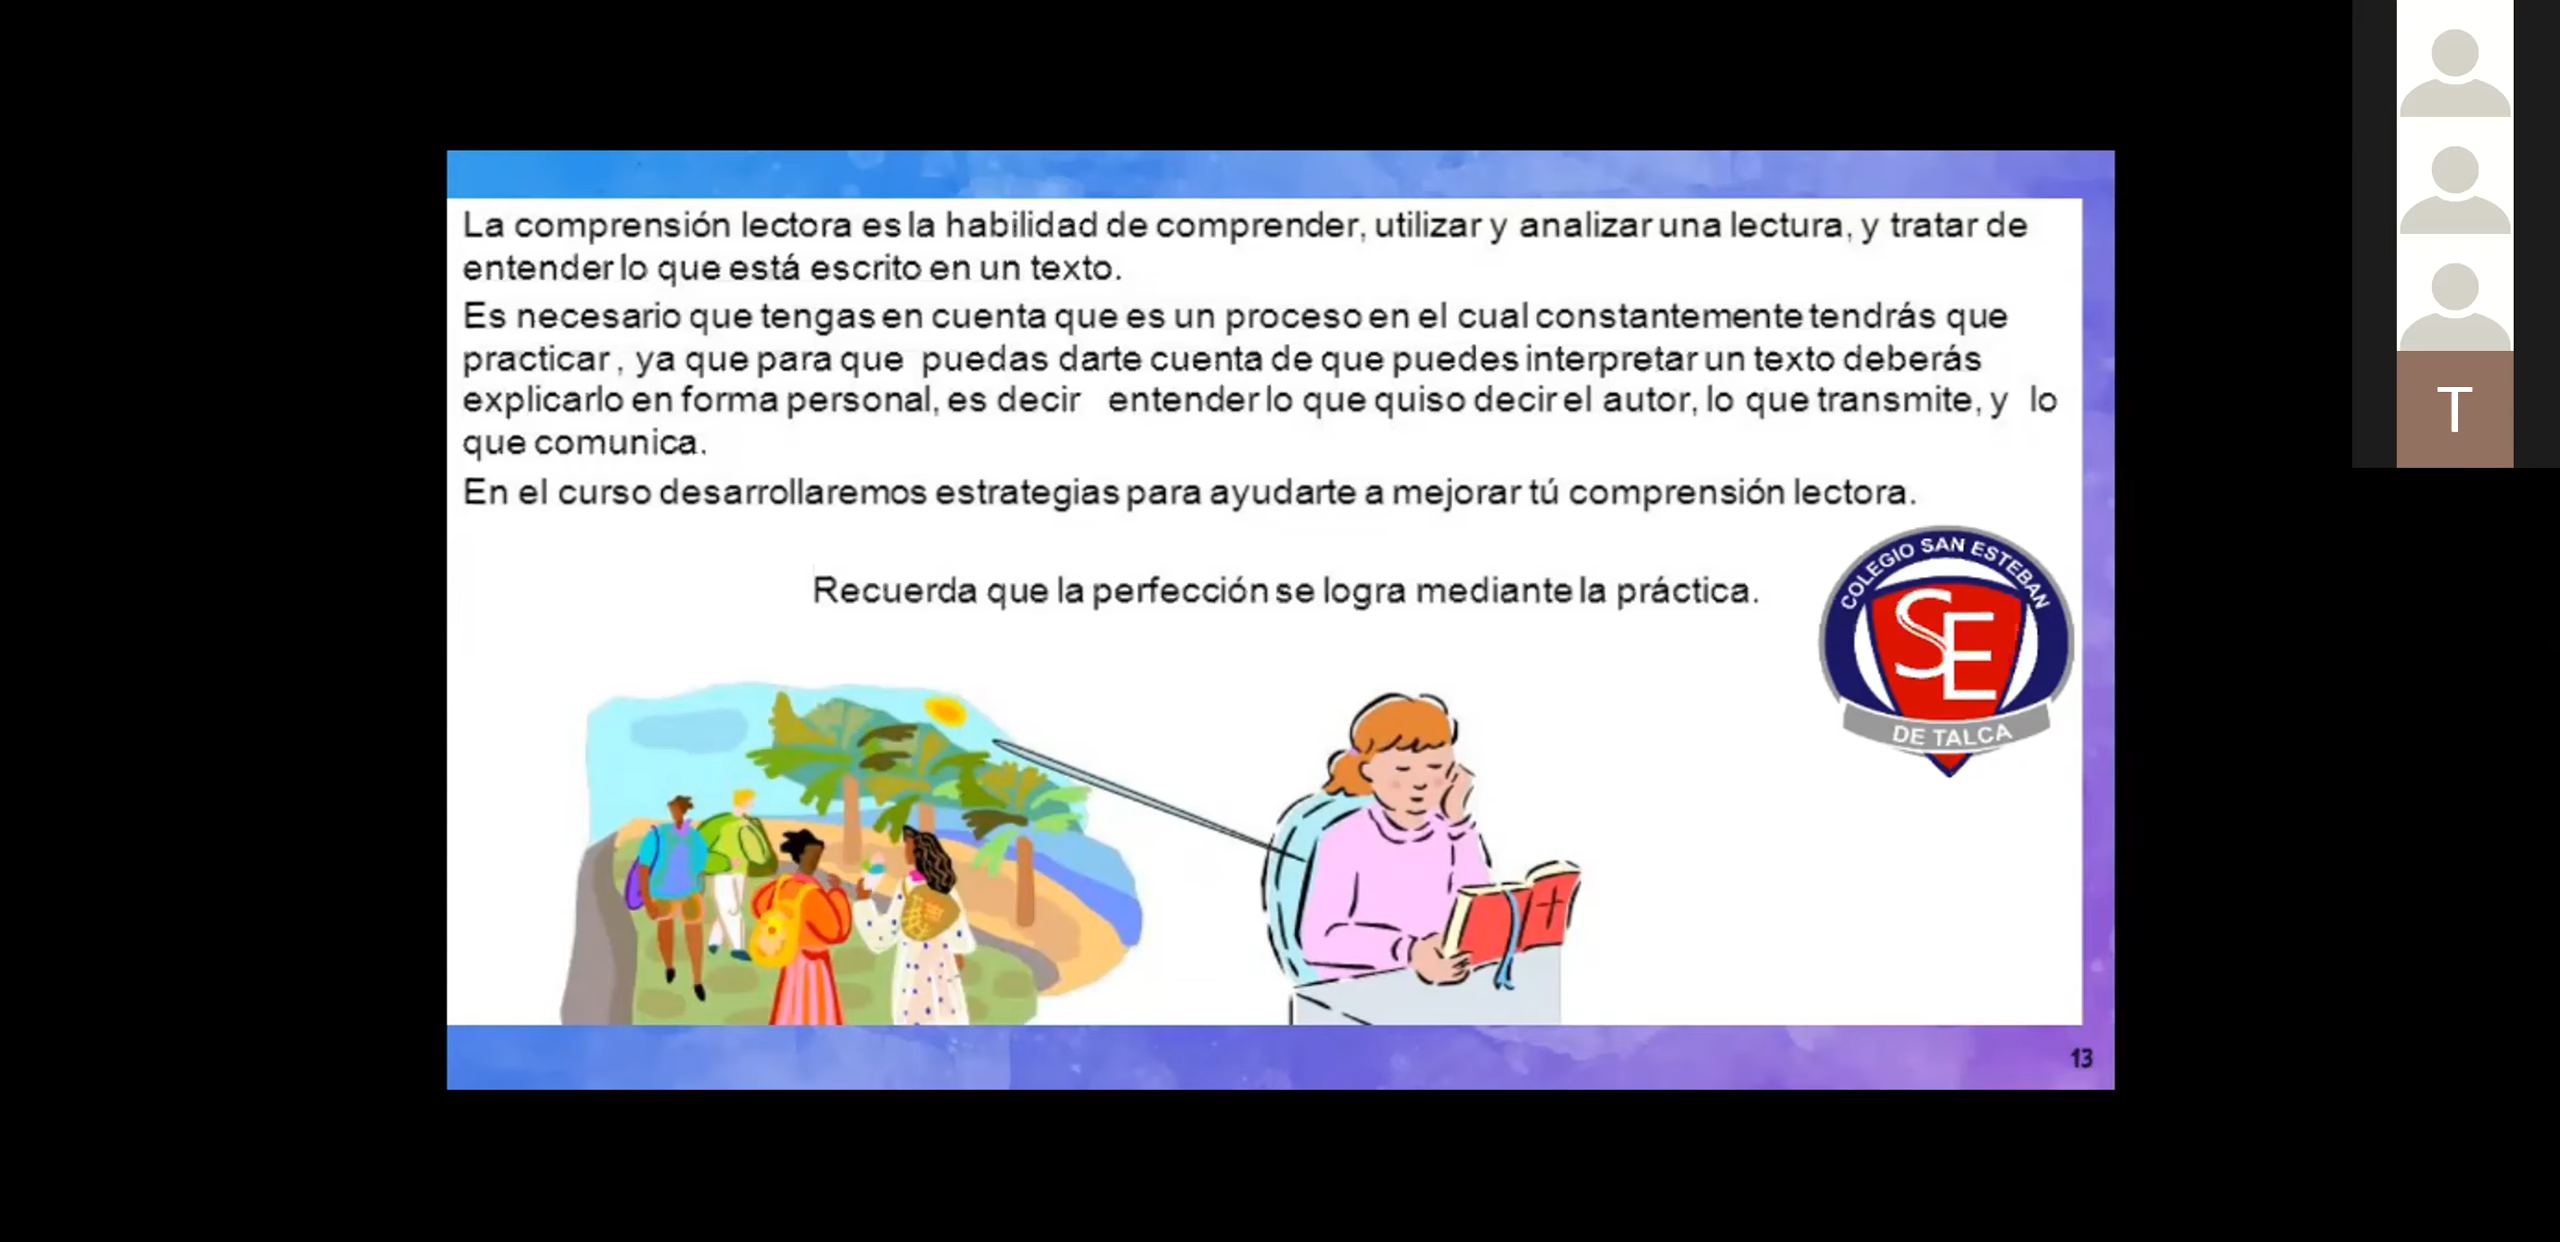 La comprensión lectora es la habilidad de comprender, utilizar y analizar una lectura, y tratar de
entender lo que está escrito en un texto.
Es necesario que tengas en cuenta que es un proceso en el cual constantemente tendrás que
practicar, ya que para que puedas darte cuenta de que puedes interpretar un texto deberás
explicarlo en forma personal, es decir entender lo que quiso decir el autor, lo que transmite, y lo
que comunica.
En el curso desarrollaremos estrategias para ayudarte a mejorar tú comprensión lectora.
Recuerda que la perfección se logra mediante la práctica.
COLEGIO SAN ESTEBAN
SE
DE TALCA
13
T